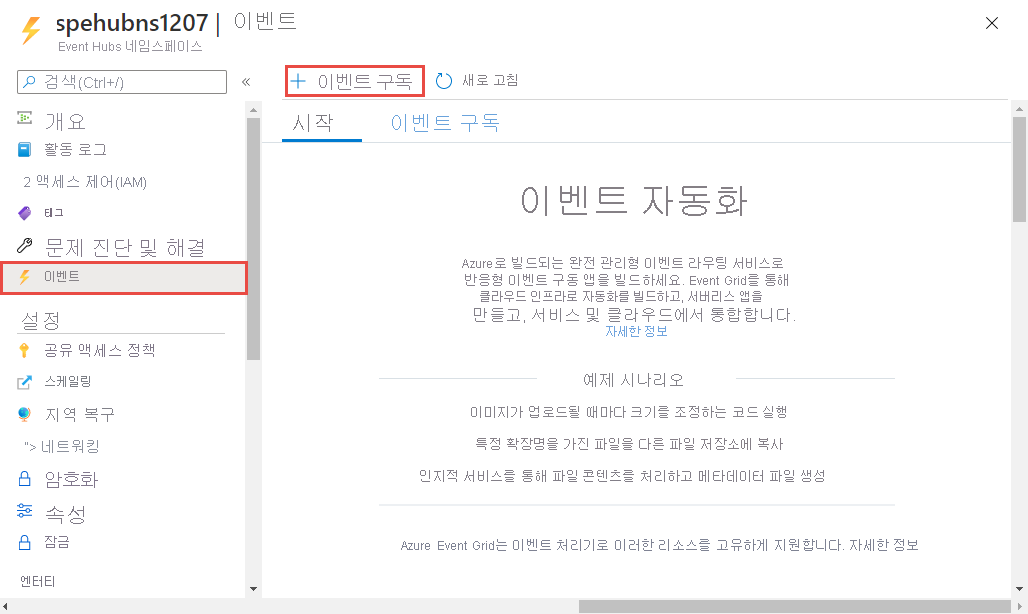 spehubns1207 | 이벤트
Event Hubs 네임스페이스
검색(Ctrl+/)
«
개요
활동 로그
2 액세스 제어(IAM)
태그
문제 진단 및 해결
이벤트
설정
공유 액세스 정책
스케일링
지역 복구
"> 네트워킹
암호화
속성
잠금
엔터티
+ 이벤트 구독
새로 고침
시작
이벤트 구독
이벤트 자동화
Azure로 빌드되는 완전 관리형 이벤트 라우팅 서비스로
반응형 이벤트 구동 앱을 빌드하세요. Event Grid를 통해
클라우드 인프라로 자동화를 빌드하고, 서버리스 앱을
만들고, 서비스 및 클라우드에서 통합합니다.
자세한 정보
예제 시나리오
이미지가 업로드될 때마다 크기를 조정하는 코드 실행
특정 확장명을 가진 파일을 다른 파일 저장소에 복사
인지적 서비스를 통해 파일 콘텐츠를 처리하고 메타데이터 파일 생성
Azure Event Grid는 이벤트 처리기로 이러한 리소스를 고유하게 지원합니다. 자세한 정보